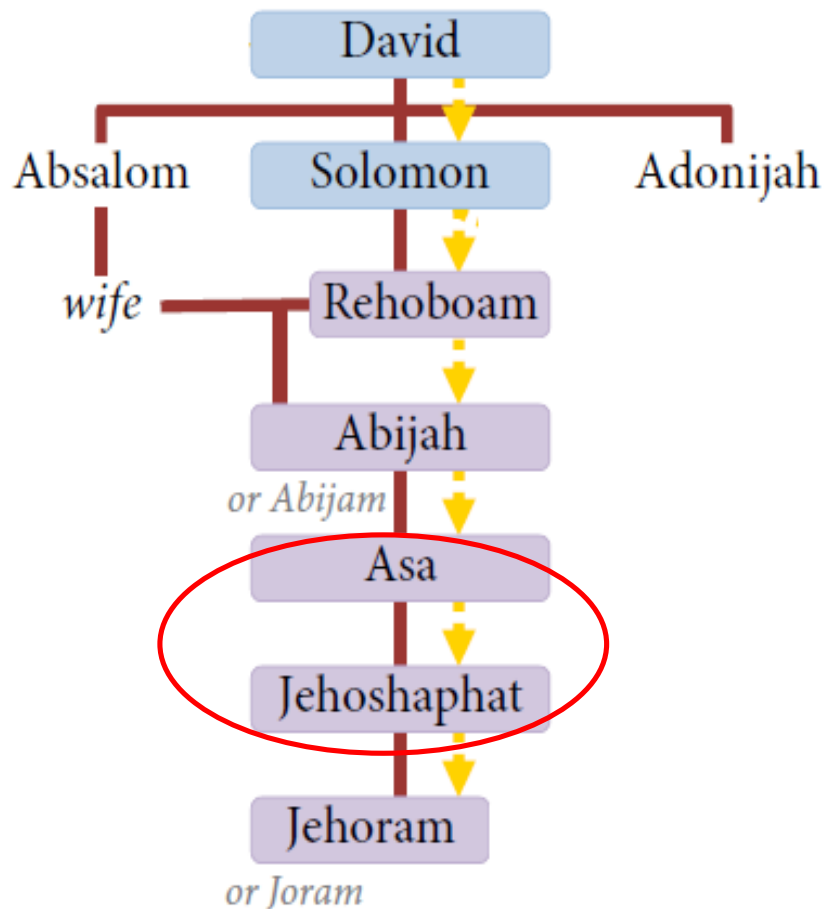 David
Absalom
Solomon
Adonijah
wife
Rehoboam
Abijah
or Abijam
Asa
Jehoshaphat
Jehoram
or Joram